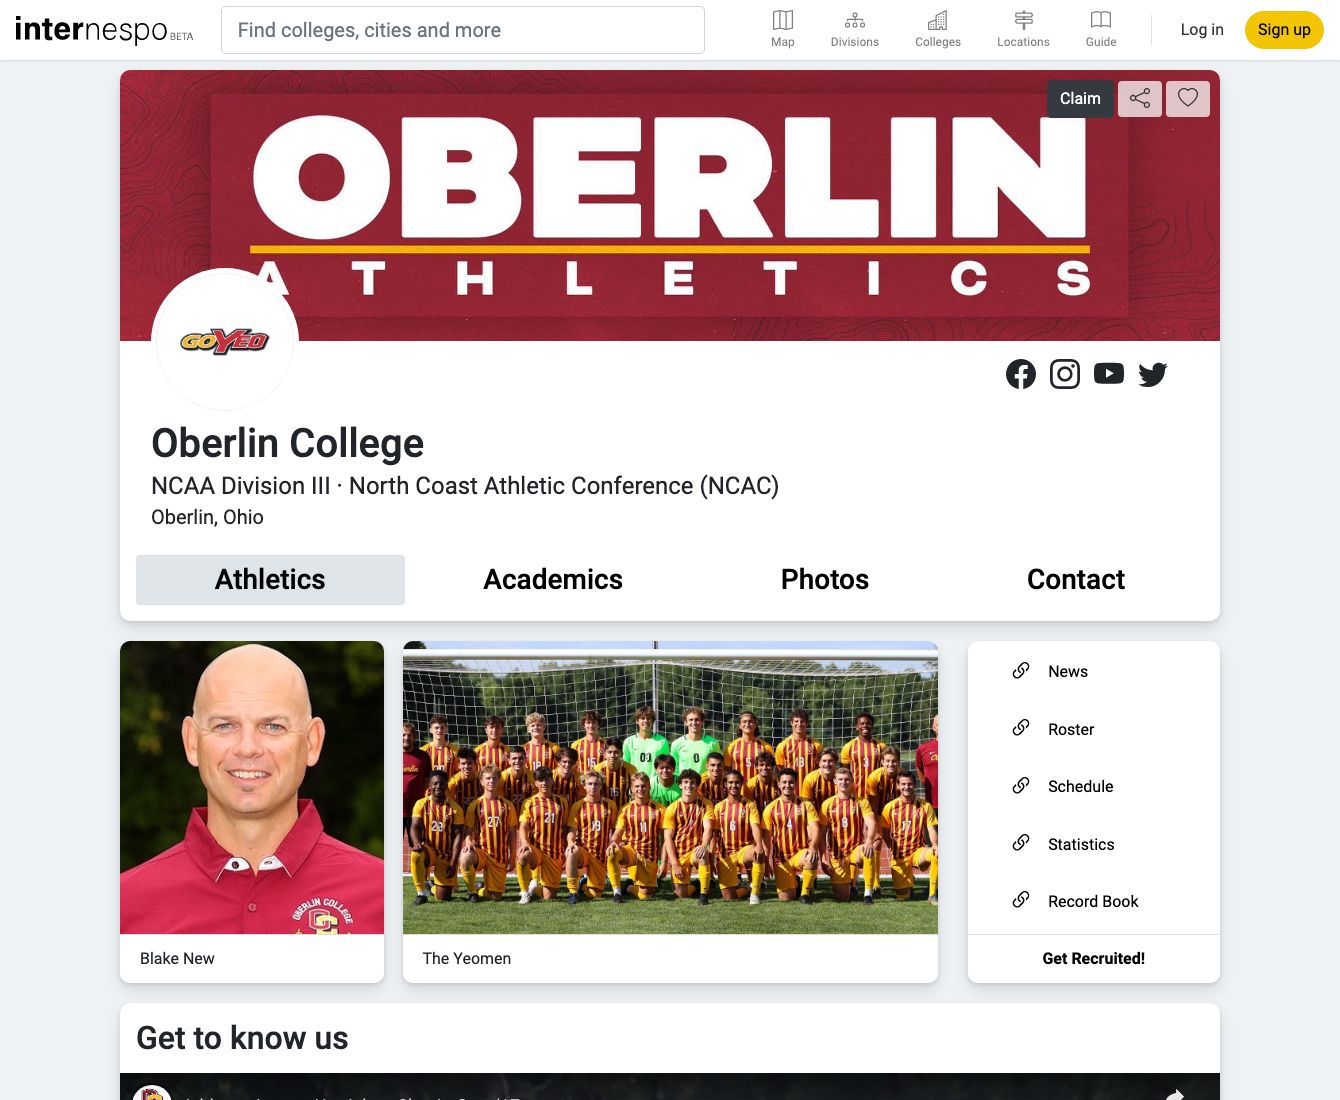 internespo BETA
Find colleges, cities and more
Map
Divisions
Colleges
Locations
Guide
Log in
Sign up
Claim
OBERLIN
ATHLETICS
GOYEO
Oberlin College
NCAA Division III · North Coast Athletic Conference (NCAC)
Oberlin, Ohio
Athletics
Academics
Photos
Contact
OBERLIN COLLEGE
Blake New
The Yeomen
News
Roster
Schedule
Statistics
Record Book
Get Recruited!
Get to know us